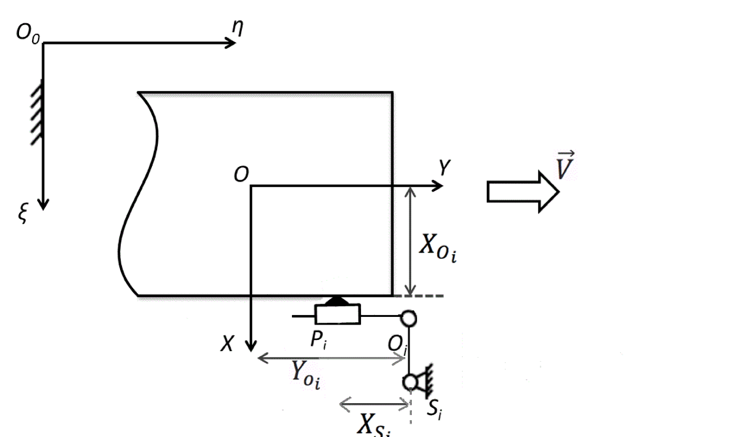 O₀ η
O Y V⃗
ξ
X_{O_i}
X P_i O_i
Y_{O_i}
S_i
X_{S_i}